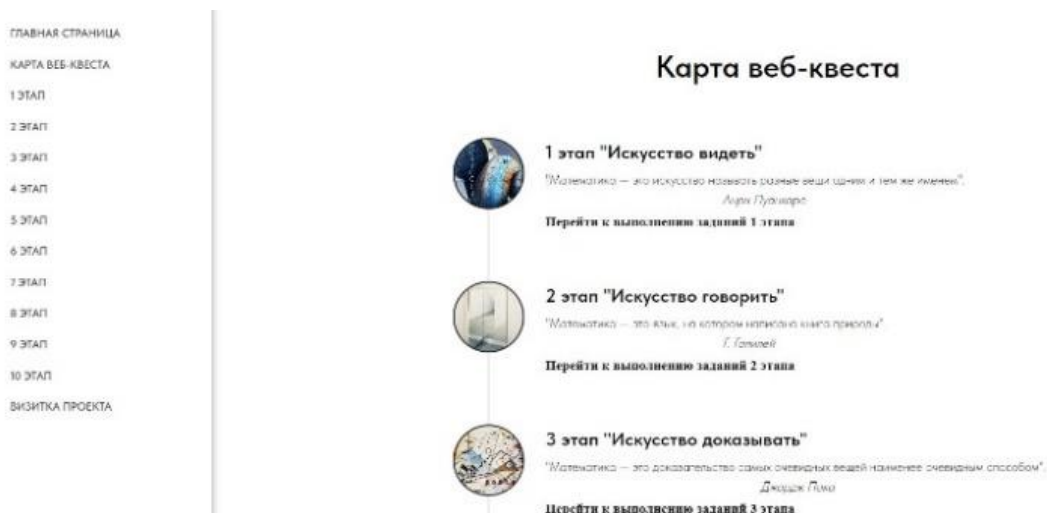 ГЛАВНАЯ СТРАНИЦА
КАРТА ВЕБ-КВЕСТА
1 ЭТАП
2 ЭТАП
3 ЭТАП
4 ЭТАП
5 ЭТАП
6 ЭТАП
7 ЭТАП
8 ЭТАП
9 ЭТАП
10 ЭТАП
ВИЗИТКА ПРОЕКТА
Карта веб-квеста
1 этап "Искусство видеть"
"Математика — это искусство называть разные вещи одним и тем же именем".
Анри Пуанкаре
Перейти к выполнению заданий 1 этапа
2 этап "Искусство говорить"
"Математика — это язык, на котором написана книга природы"
Г. Галилей
Перейти к выполнению заданий 2 этапа
3 этап "Искусство доказывать"
"Математика — это доказательство самых очевидных вещей наименее очевидным способом".
Джордж Пойа
Перейти к выполнению заданий 3 этапа